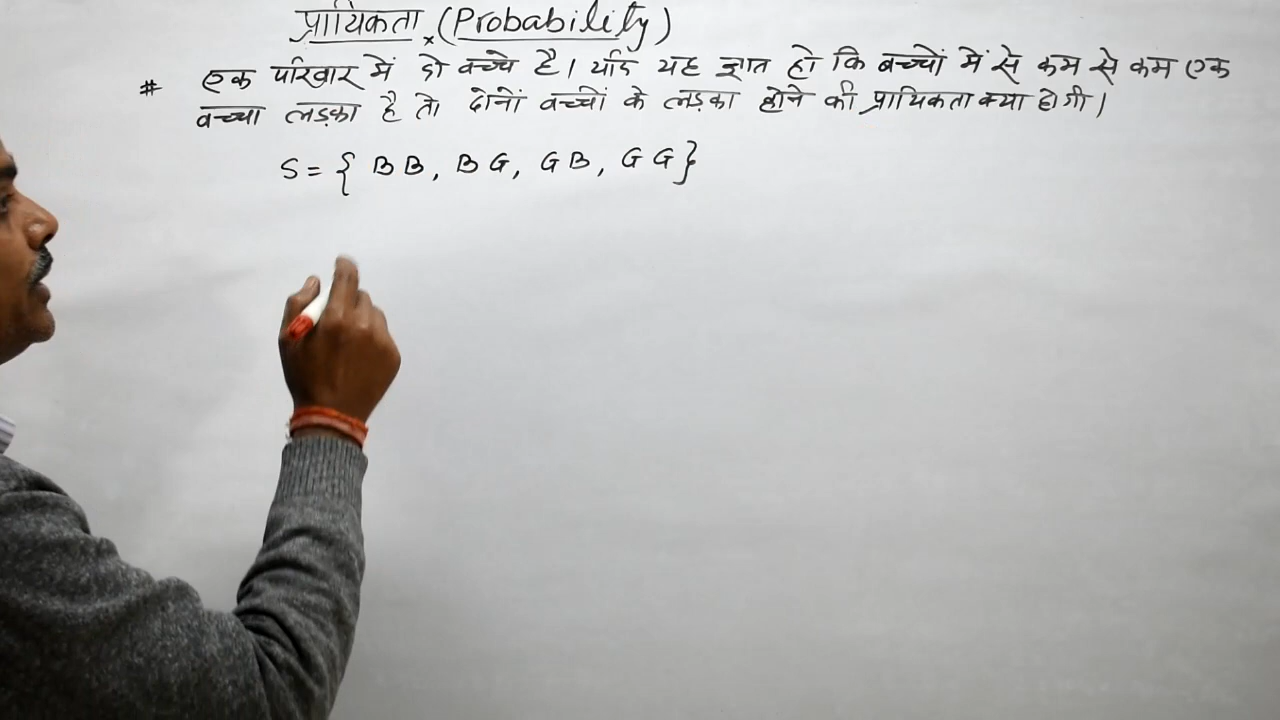 प्रायिकता (Probability)
# एक परिवार में दो बच्चे है। यदि यह ज्ञात हो कि बच्चों में से कम से कम एक
बच्चा लड़का है तो दोनों बच्चों के लड़का होने की प्रायिकता क्या होगी।
S = { BB, BG, GB, GG}